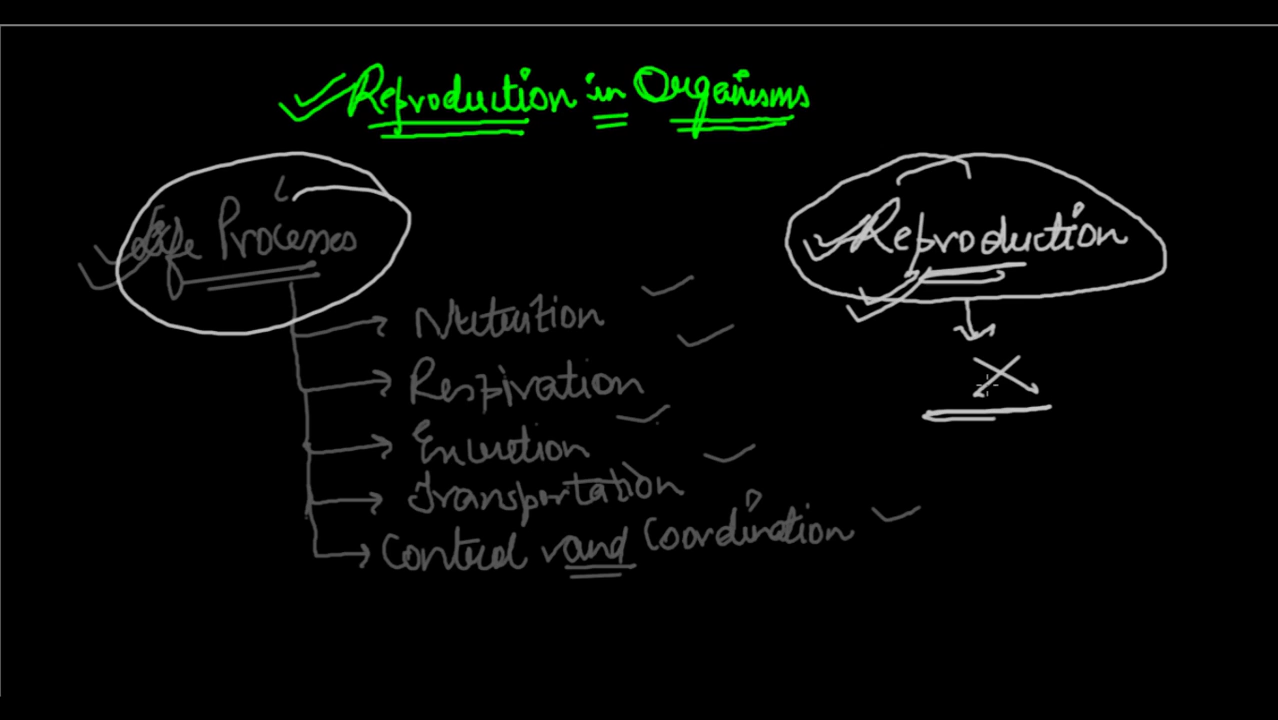 Reproduction in Organisms
Life Processes
Reproduction
Nutrition
Respiration
Excretion
Transportation
Control and Coordination